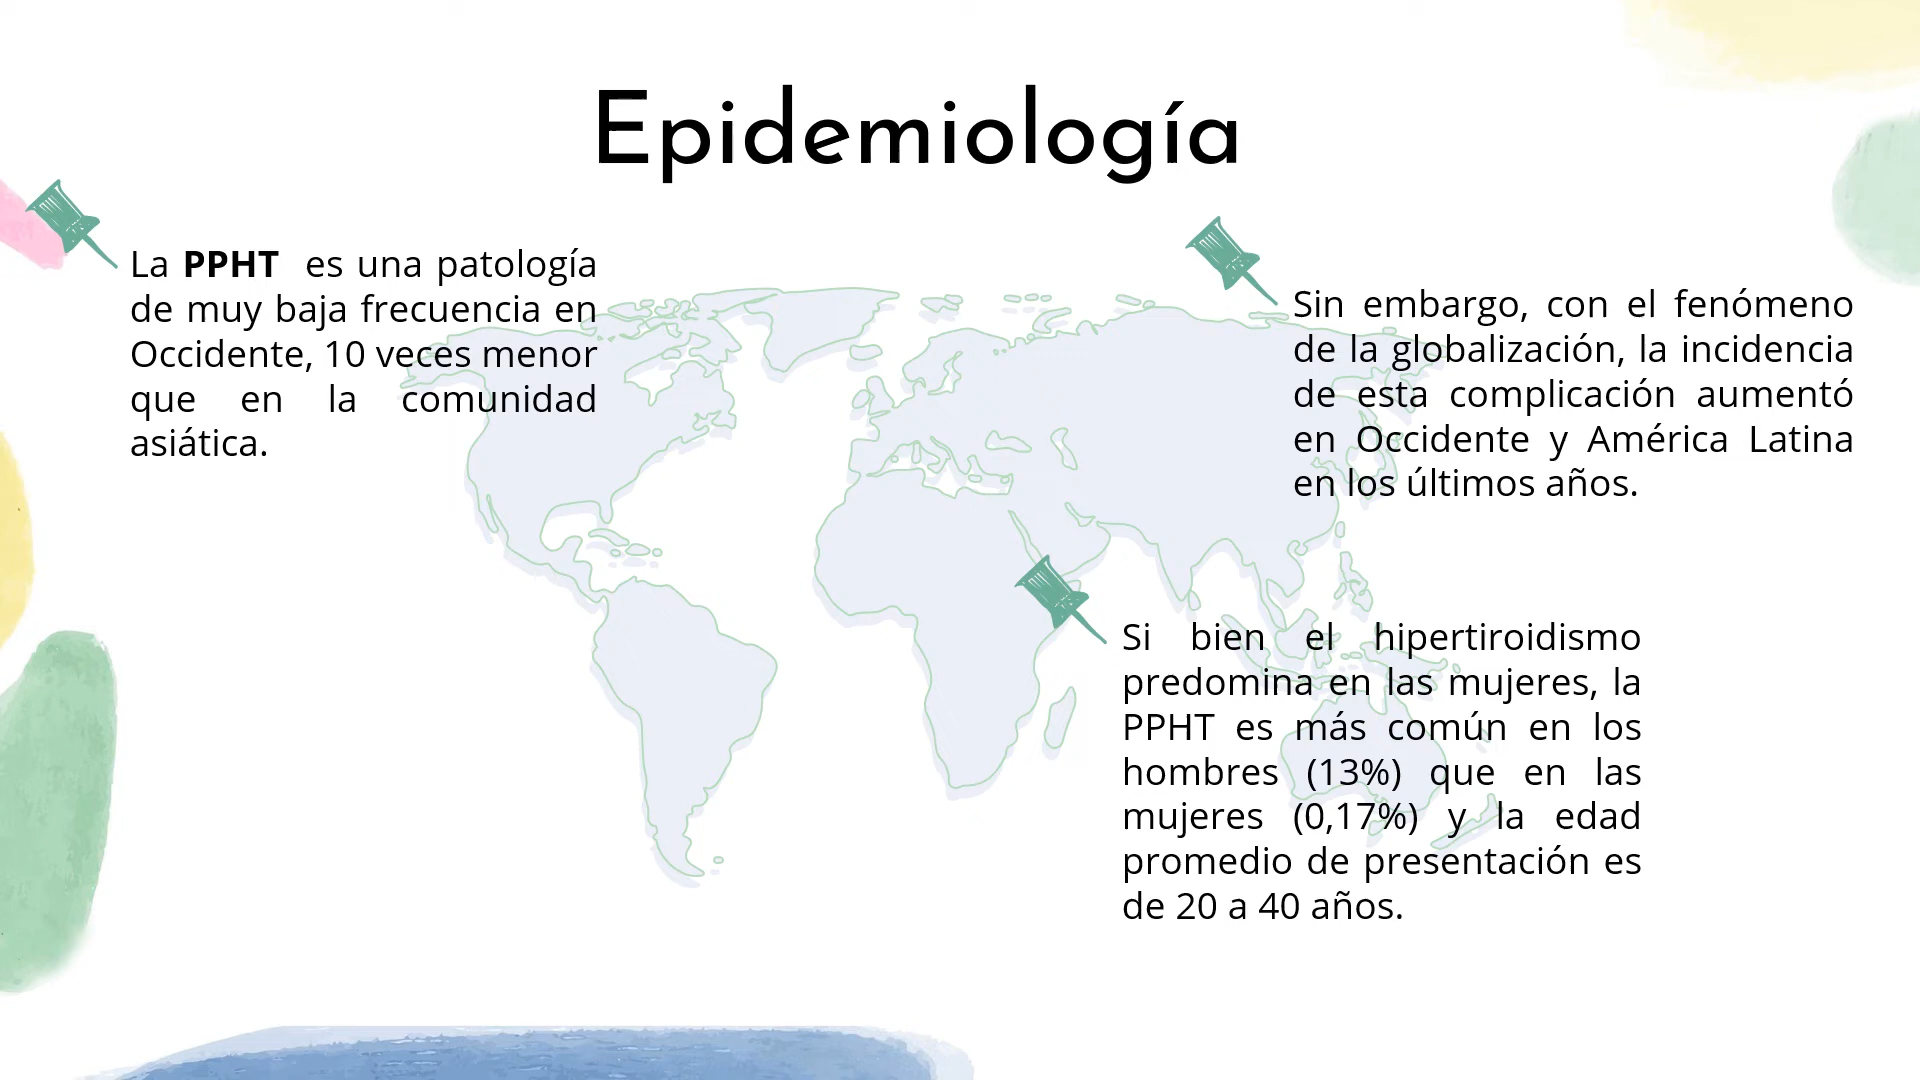 Epidemiología
La PPHT es una patología
de muy baja frecuencia en
Occidente, 10 veces menor
que en la comunidad
asiática.
Sin embargo, con el fenómeno
de la globalización, la incidencia
de esta complicación aumentó
en Occidente y América Latina
en los últimos años.
Si bien el hipertiroidismo
predomina en las mujeres, la
PPHT es más común en los
hombres (13%) que en las
mujeres (0,17%) y la edad
promedio de presentación es
de 20 a 40 años.